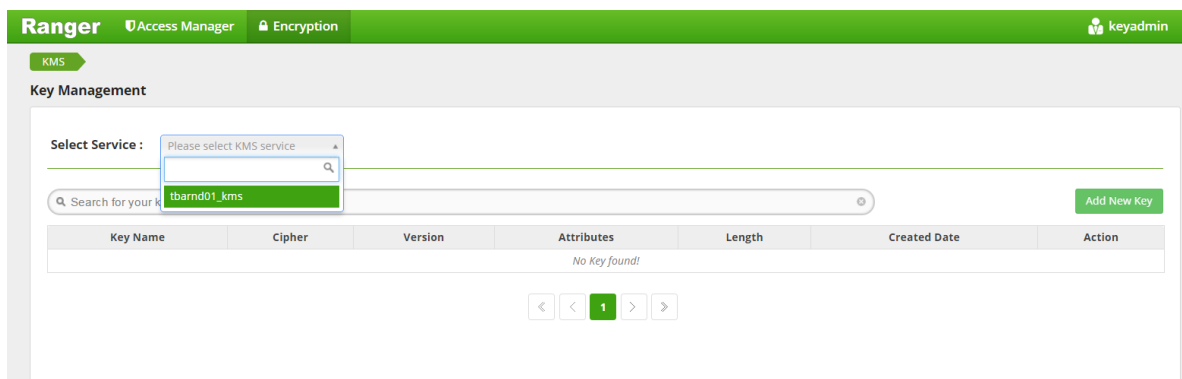 Ranger Access Manager Encryption keyadmin
KMS
Key Management
Select Service : Please select KMS service
tbarnd01_kms
Search for your k Add New Key
Key Name Cipher Version Attributes Length Created Date Action
No Key found!
« < 1 > »